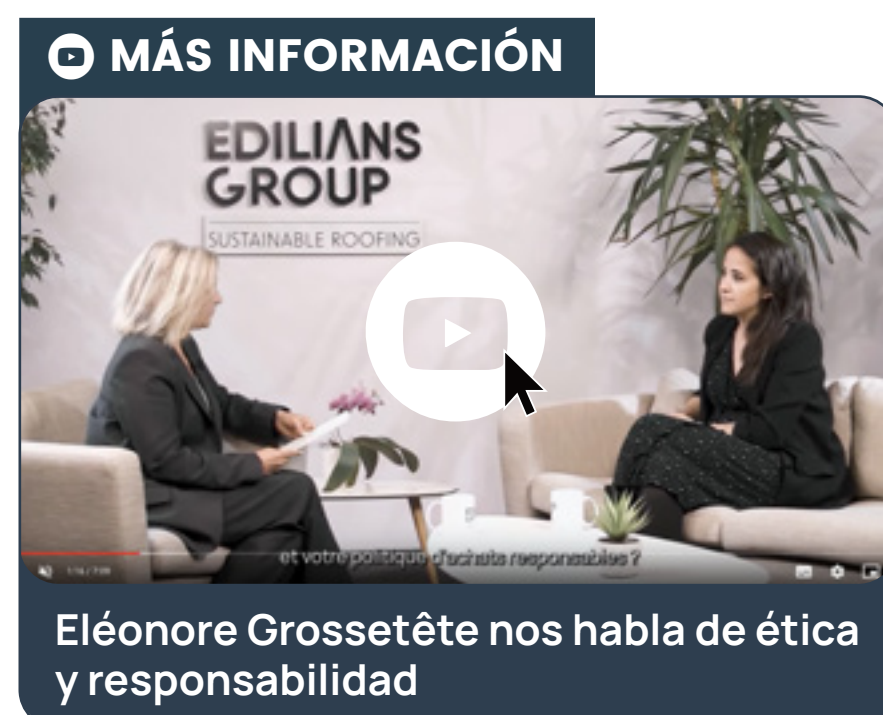 MÁS INFORMACIÓN
EDILIANS
GROUP
SUSTAINABLE ROOFING
et votre politique d'achats responsables ?
Eléonore Grossetête nos habla de ética
y responsabilidad